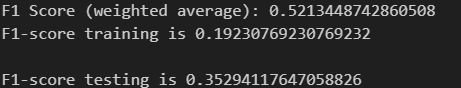 F1 Score (weighted average): 0.5213448742860508
F1-score training is 0.19230769230769232
F1-score testing is 0.35294117647058826